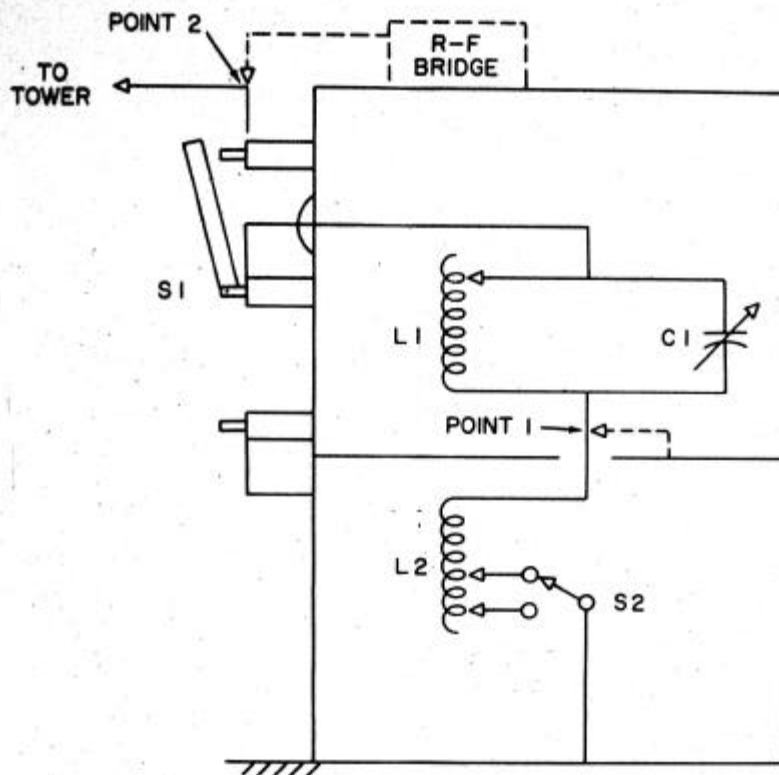 POINT 2
R-F
BRIDGE
TO
TOWER
S1
L1
C1
POINT 1
L2
S2